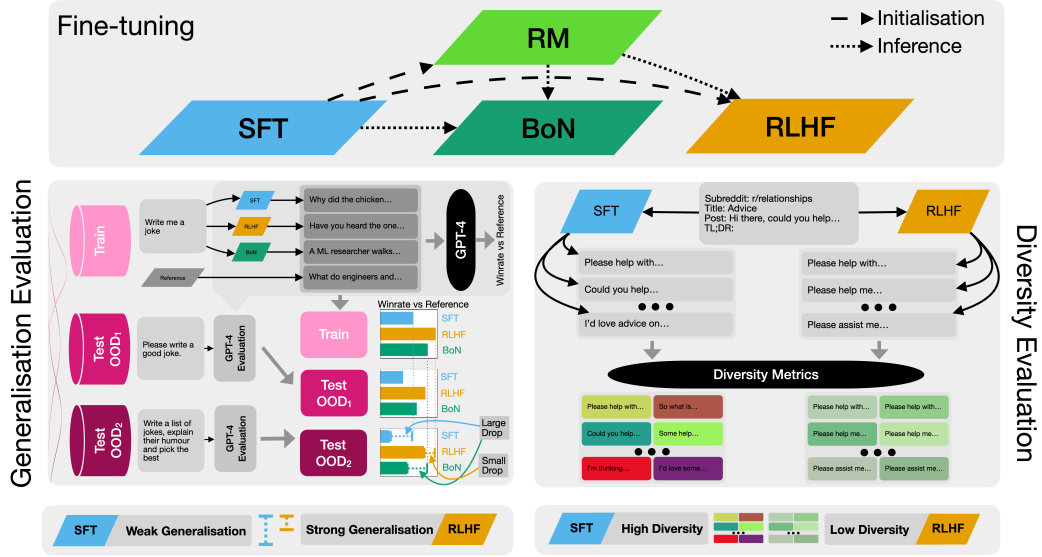 Fine-tuning
Initialisation
Inference
RM
SFT
BoN
RLHF
Generalisation Evaluation
Train
Write me a
joke
SFT
RLHF
BoN
Reference
Why did the chicken...
Have you heard the one...
A ML researcher walks...
What do engineers and...
GPT-4
Winrate vs Reference
Test
OOD1
Please write a
good joke.
GPT-4
Evaluation
Test
OOD2
Write a list of
jokes, explain
their humour
and pick the
best
GPT-4
Evaluation
Winrate vs Reference
Train
SFT
RLHF
BoN
Test
OOD1
SFT
RLHF
BoN
Test
OOD2
SFT
RLHF
BoN
Large
Drop
Small
Drop
SFT
Weak Generalisation
Strong Generalisation
RLHF
Diversity Evaluation
SFT
Subreddit: r/relationships
Title: Advice
Post: Hi there, could you help...
TL;DR:
RLHF
Please help with...
Could you help...
I'd love advice on...
Please help with...
Please help me...
Please assist me...
Diversity Metrics
Please help with...
So what is...
Could you help...
Some help...
I'm thinking...
I'd love some...
Please help with...
Please help with...
Please help me...
Please help me...
Please assist me...
Please assist me...
SFT
High Diversity
Low Diversity
RLHF